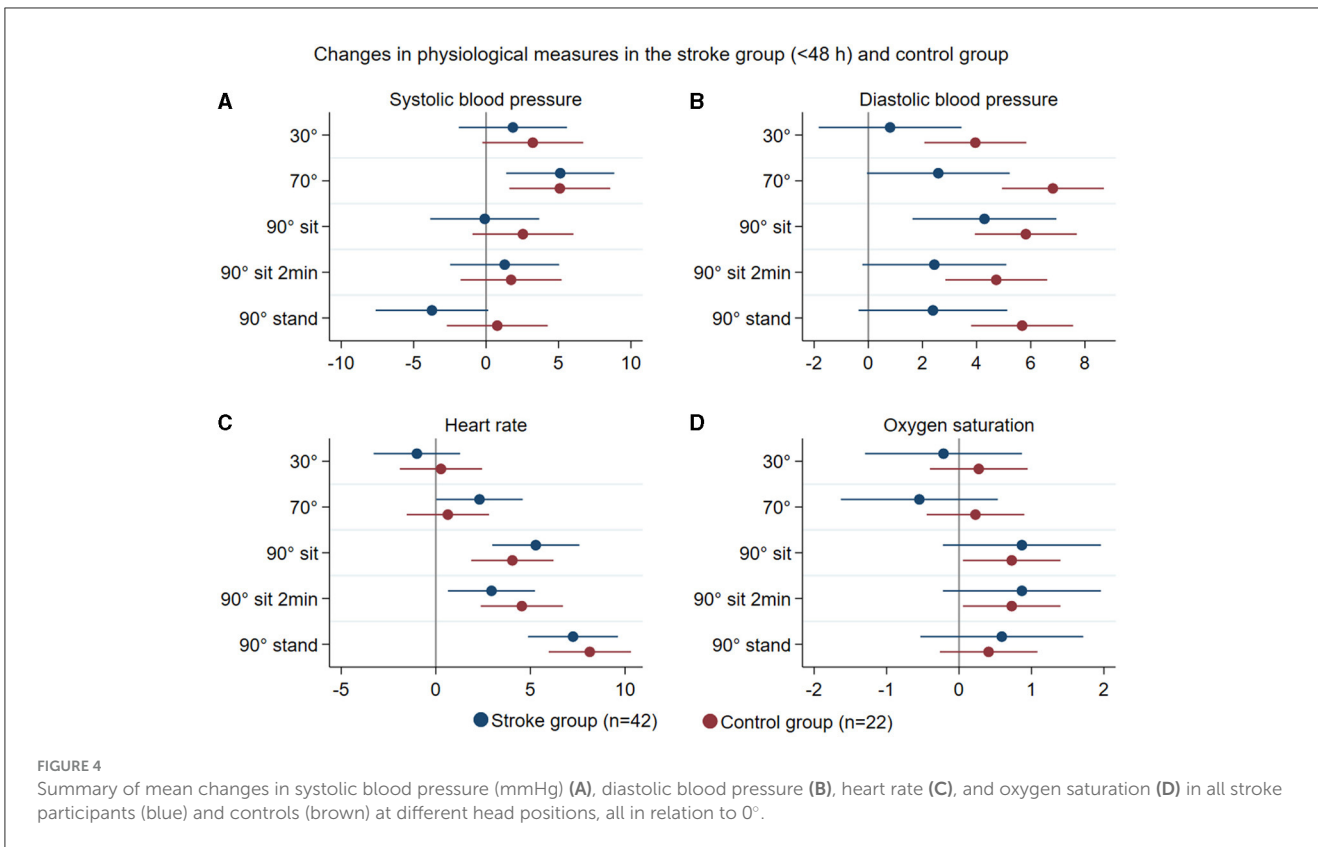 Changes in physiological measures in the stroke group (<48 h) and control group
A
Systolic blood pressure
30°
70°
90° sit
90° sit 2min
90° stand
-10 -5 0 5 10
B
Diastolic blood pressure
30°
70°
90° sit
90° sit 2min
90° stand
-2 0 2 4 6 8
C
Heart rate
30°
70°
90° sit
90° sit 2min
90° stand
-5 0 5 10
D
Oxygen saturation
30°
70°
90° sit
90° sit 2min
90° stand
-2 -1 0 1 2
Stroke group (n=42) Control group (n=22)
FIGURE 4
Summary of mean changes in systolic blood pressure (mmHg) (A), diastolic blood pressure (B), heart rate (C), and oxygen saturation (D) in all stroke
participants (blue) and controls (brown) at different head positions, all in relation to 0°.